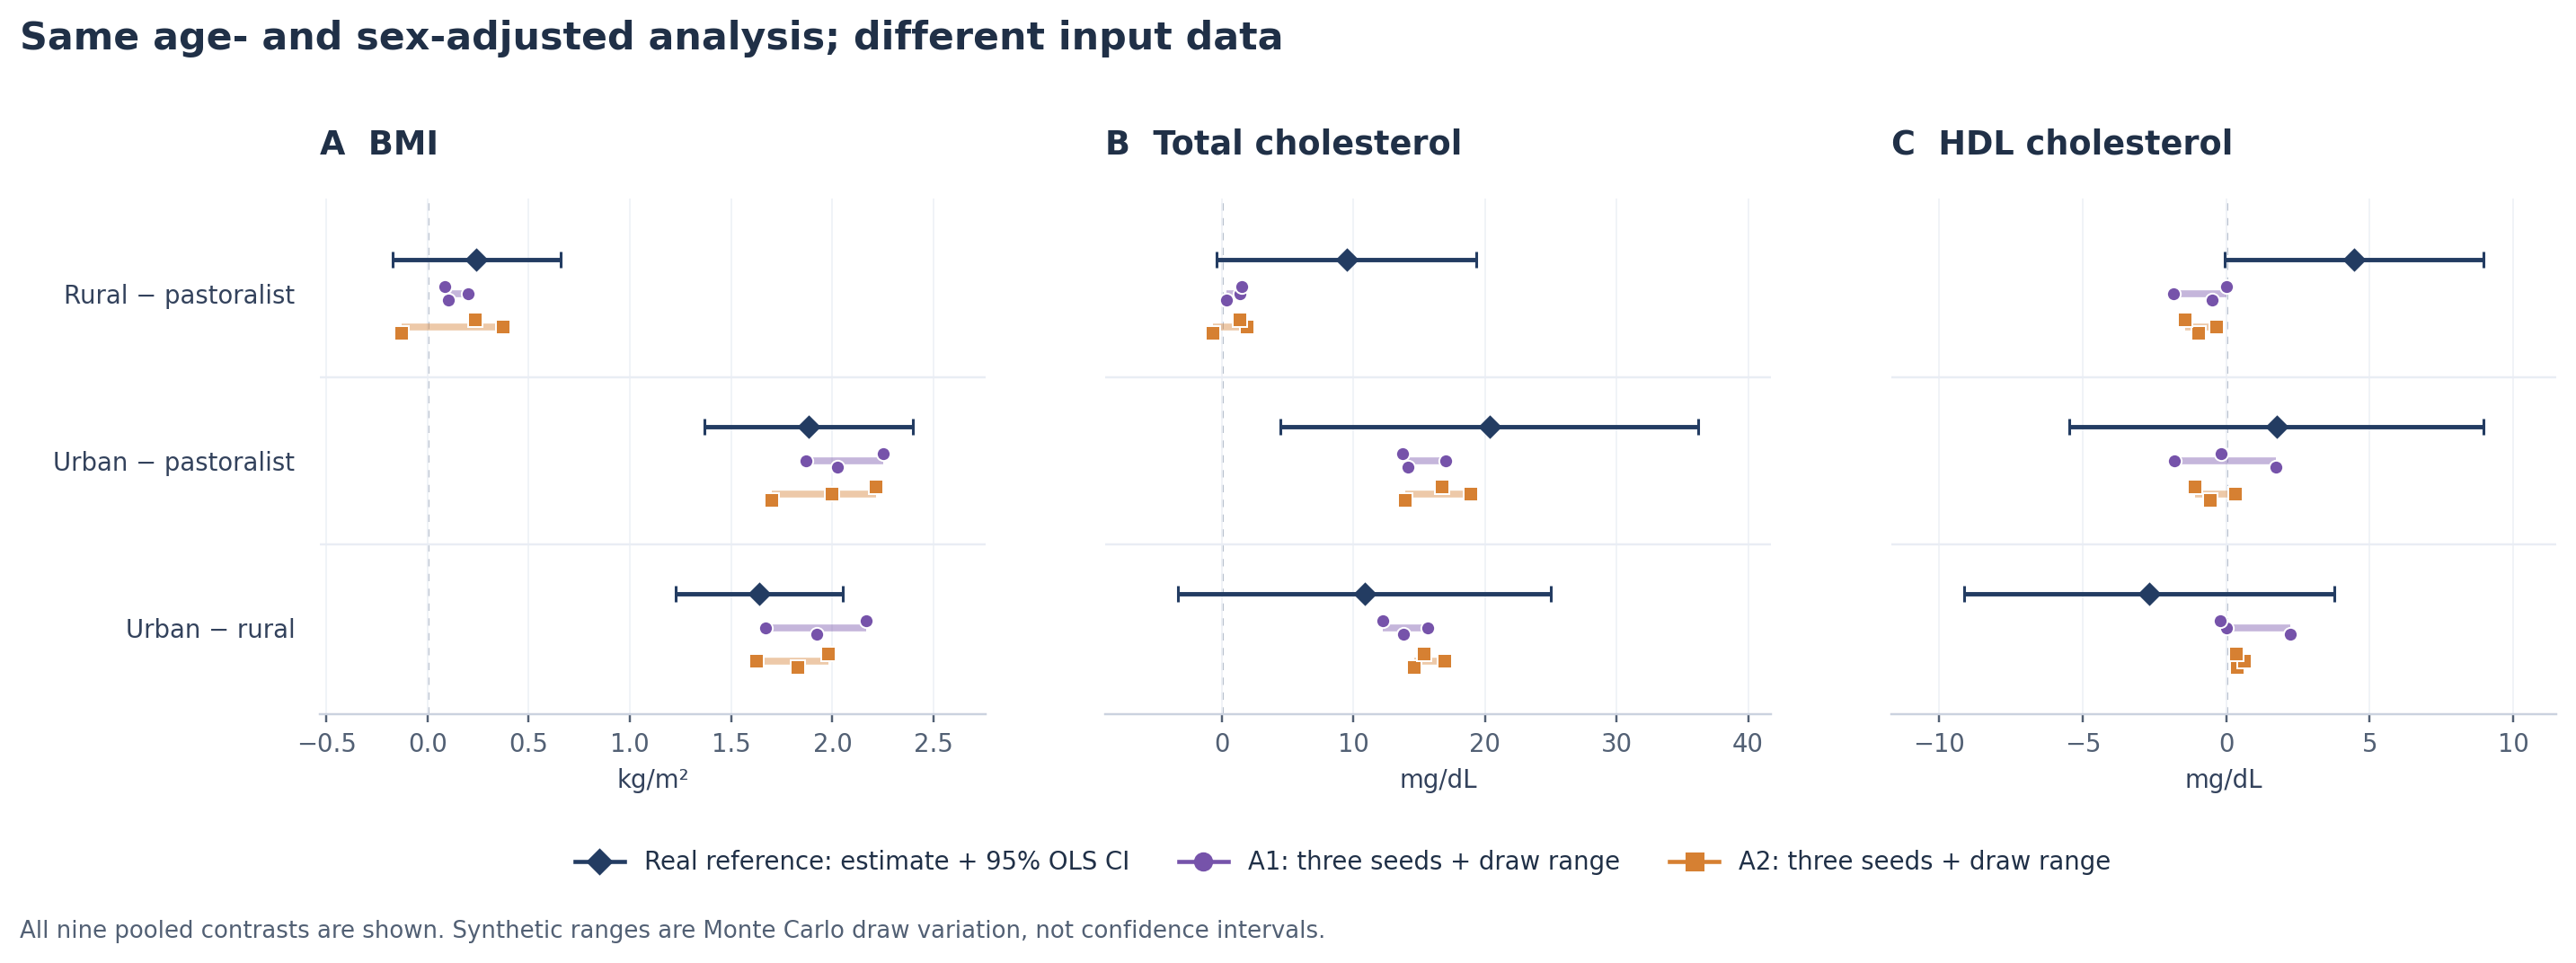 Same age- and sex-adjusted analysis; different input data
A BMI
B Total cholesterol
C HDL cholesterol
Rural − pastoralist
Urban − pastoralist
Urban − rural
−0.5 0.0 0.5 1.0 1.5 2.0 2.5
0 10 20 30 40
−10 −5 0 5 10
kg/m²
mg/dL
mg/dL
Real reference: estimate + 95% OLS CI
A1: three seeds + draw range
A2: three seeds + draw range
All nine pooled contrasts are shown. Synthetic ranges are Monte Carlo draw variation, not confidence intervals.